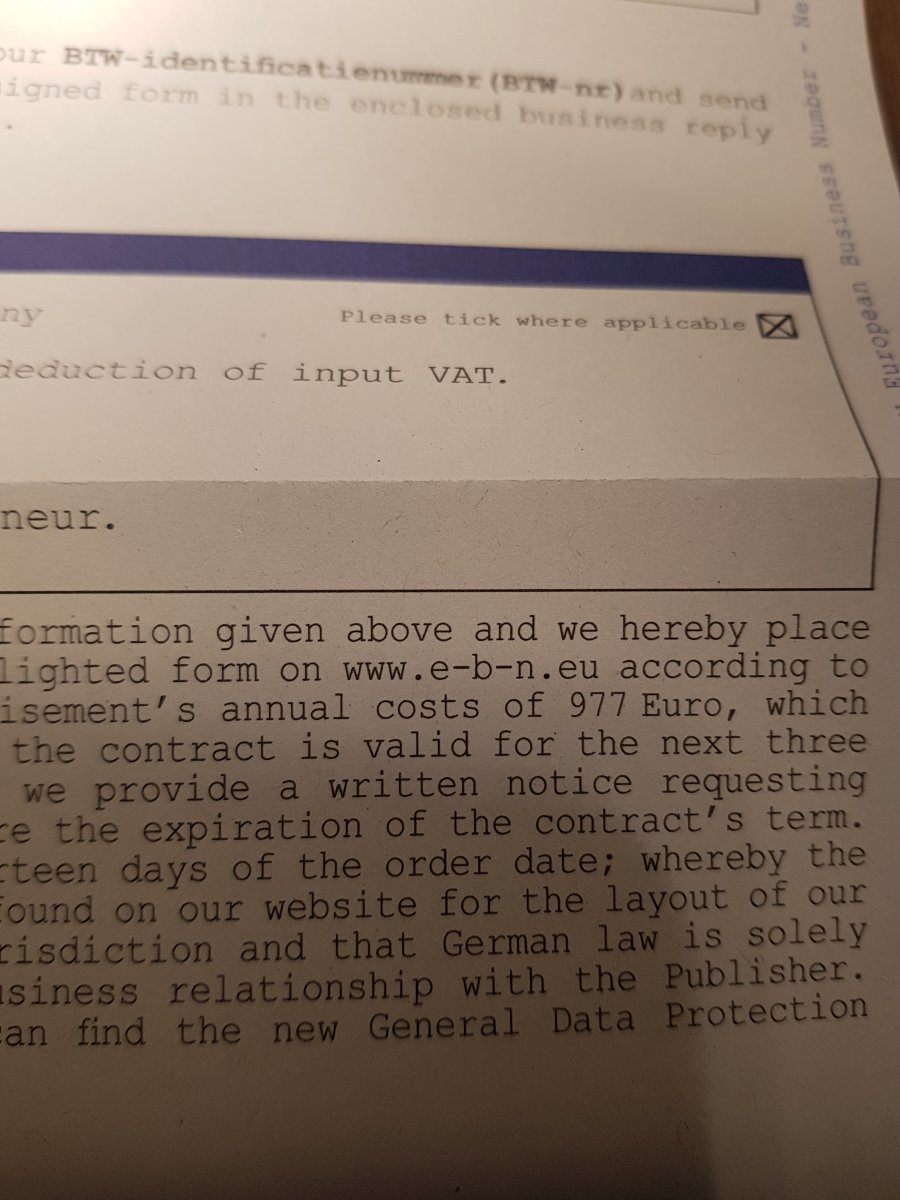 our BTW-identificatienummer (BTW-nr) and send
signed form in the enclosed business reply
.
ny
Please tick where applicable
deduction of input VAT.
neur.
formation given above and we hereby place
lighted form on www.e-b-n.eu according to
isement's annual costs of 977 Euro, which
the contract is valid for the next three
we provide a written notice requesting
re the expiration of the contract's term.
rteen days of the order date; whereby the
found on our website for the layout of our
risdiction and that German law is solely
usiness relationship with the Publisher.
can find the new General Data Protection
European Business Number - Ne